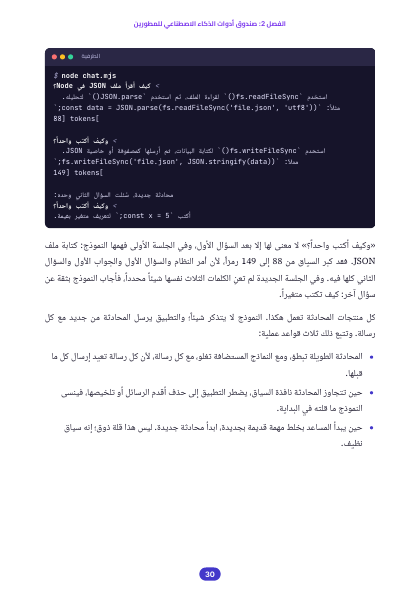 الفصل 2: صندوق أدوات الذكاء الاصطناعي للمطورين
الطرفية
$ node chat.mjs
> كيف أقرأ ملف JSON في Node؟
استخدم `fs.readFileSync()` لقراءة الملف، ثم استخدم `JSON.parse()` لتحليله.
مثلاً: `const data = JSON.parse(fs.readFileSync('file.json', 'utf8'));`
[88 tokens]
> وكيف أكتب واحداً؟
استخدم `fs.writeFileSync()` لكتابة البيانات، ثم أرسلها كمصفوفة أو خاصية JSON.
مثلاً: `fs.writeFileSync('file.json', JSON.stringify(data));`
[149 tokens]
محادثة جديدة، سُئلت السؤال الثاني وحده:
> وكيف أكتب واحداً؟
أكتب `const x = 5;` لتعريف متغير بقيمة.
«وكيف أكتب واحداً؟» لا معنى لها إلا بعد السؤال الأول، وفي الجلسة الأولى فهمها النموذج: كتابة ملف
JSON. فقد كبر السياق من 88 إلى 149 رمزاً، لأن أمر النظام والسؤال الأول والجواب الأول والسؤال
الثاني كلها فيه. وفي الجلسة الجديدة لم تعنِ الكلمات الثلاث نفسها شيئاً محدداً، فأجاب النموذج بثقة عن
سؤال آخر: كيف تكتب متغيراً.
كل منتجات المحادثة تعمل هكذا. النموذج لا يتذكر شيئاً؛ والتطبيق يرسل المحادثة من جديد مع كل
رسالة. وتتبع ذلك ثلاث قواعد عملية:
• المحادثة الطويلة تبطؤ، ومع النماذج المستضافة تغلو، مع كل رسالة، لأن كل رسالة تعيد إرسال كل ما
قبلها.
• حين تتجاوز المحادثة نافذة السياق، يضطر التطبيق إلى حذف أقدم الرسائل أو تلخيصها، فينسى
النموذج ما قلته في البداية.
• حين يبدأ المساعد بخلط مهمة قديمة بجديدة، ابدأ محادثة جديدة. ليس هذا قلة ذوق؛ إنه سياق
نظيف.
30